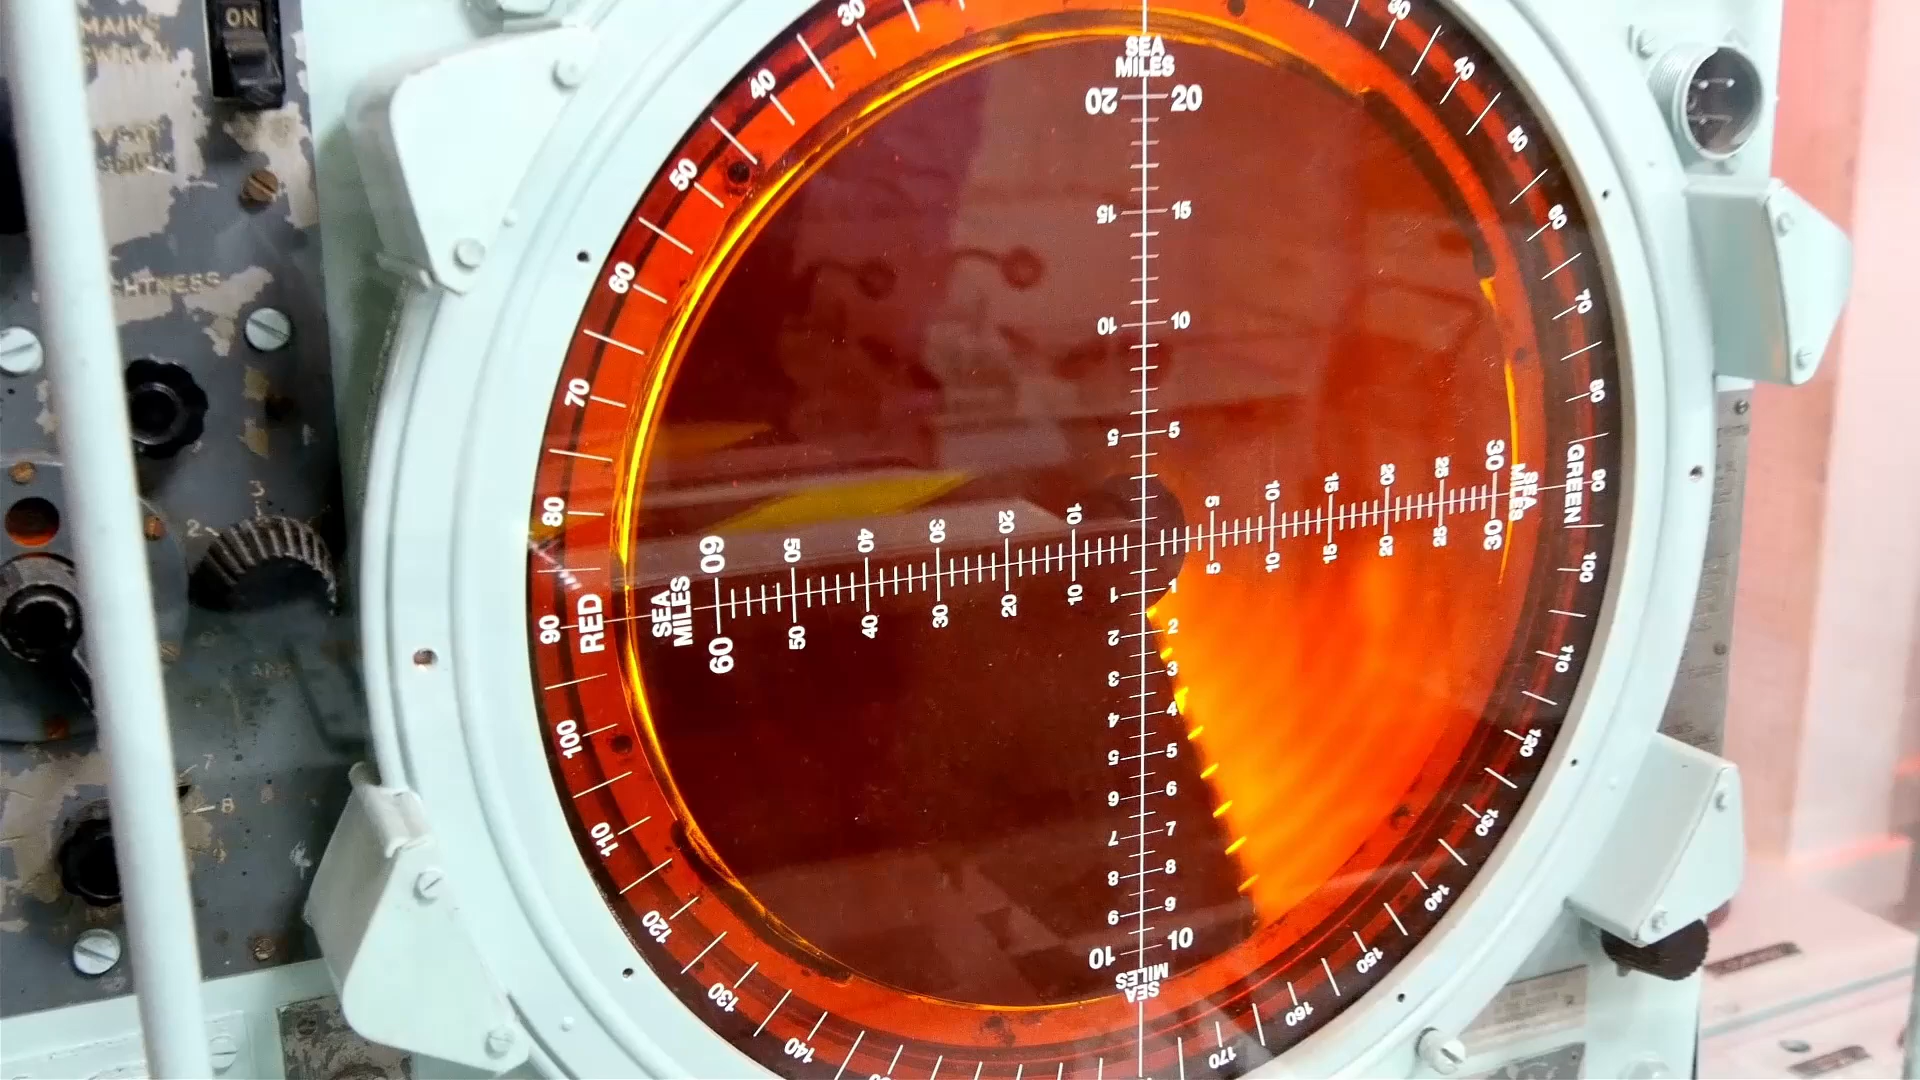 ON
MAINS
SWITCH
HTNESS
2
3
7
8
SEA
MILES
20 20
15 15
10 10
5 5
1 1
2 2
3 3
4 4
5 5
6 6
7 7
8 8
9 9
10 10
SEA
MILES
SEA
MILES
60 50 40 30 20 10
60 50 40 30 20 10
5 10 15 20 25 30
5 10 15 20 25 30
SEA
MILES
30
40
50
60
70
80
90
RED
100
110
120
130
140
30
40
50
60
70
80
GREEN
90
100
110
120
130
140
150
160
170